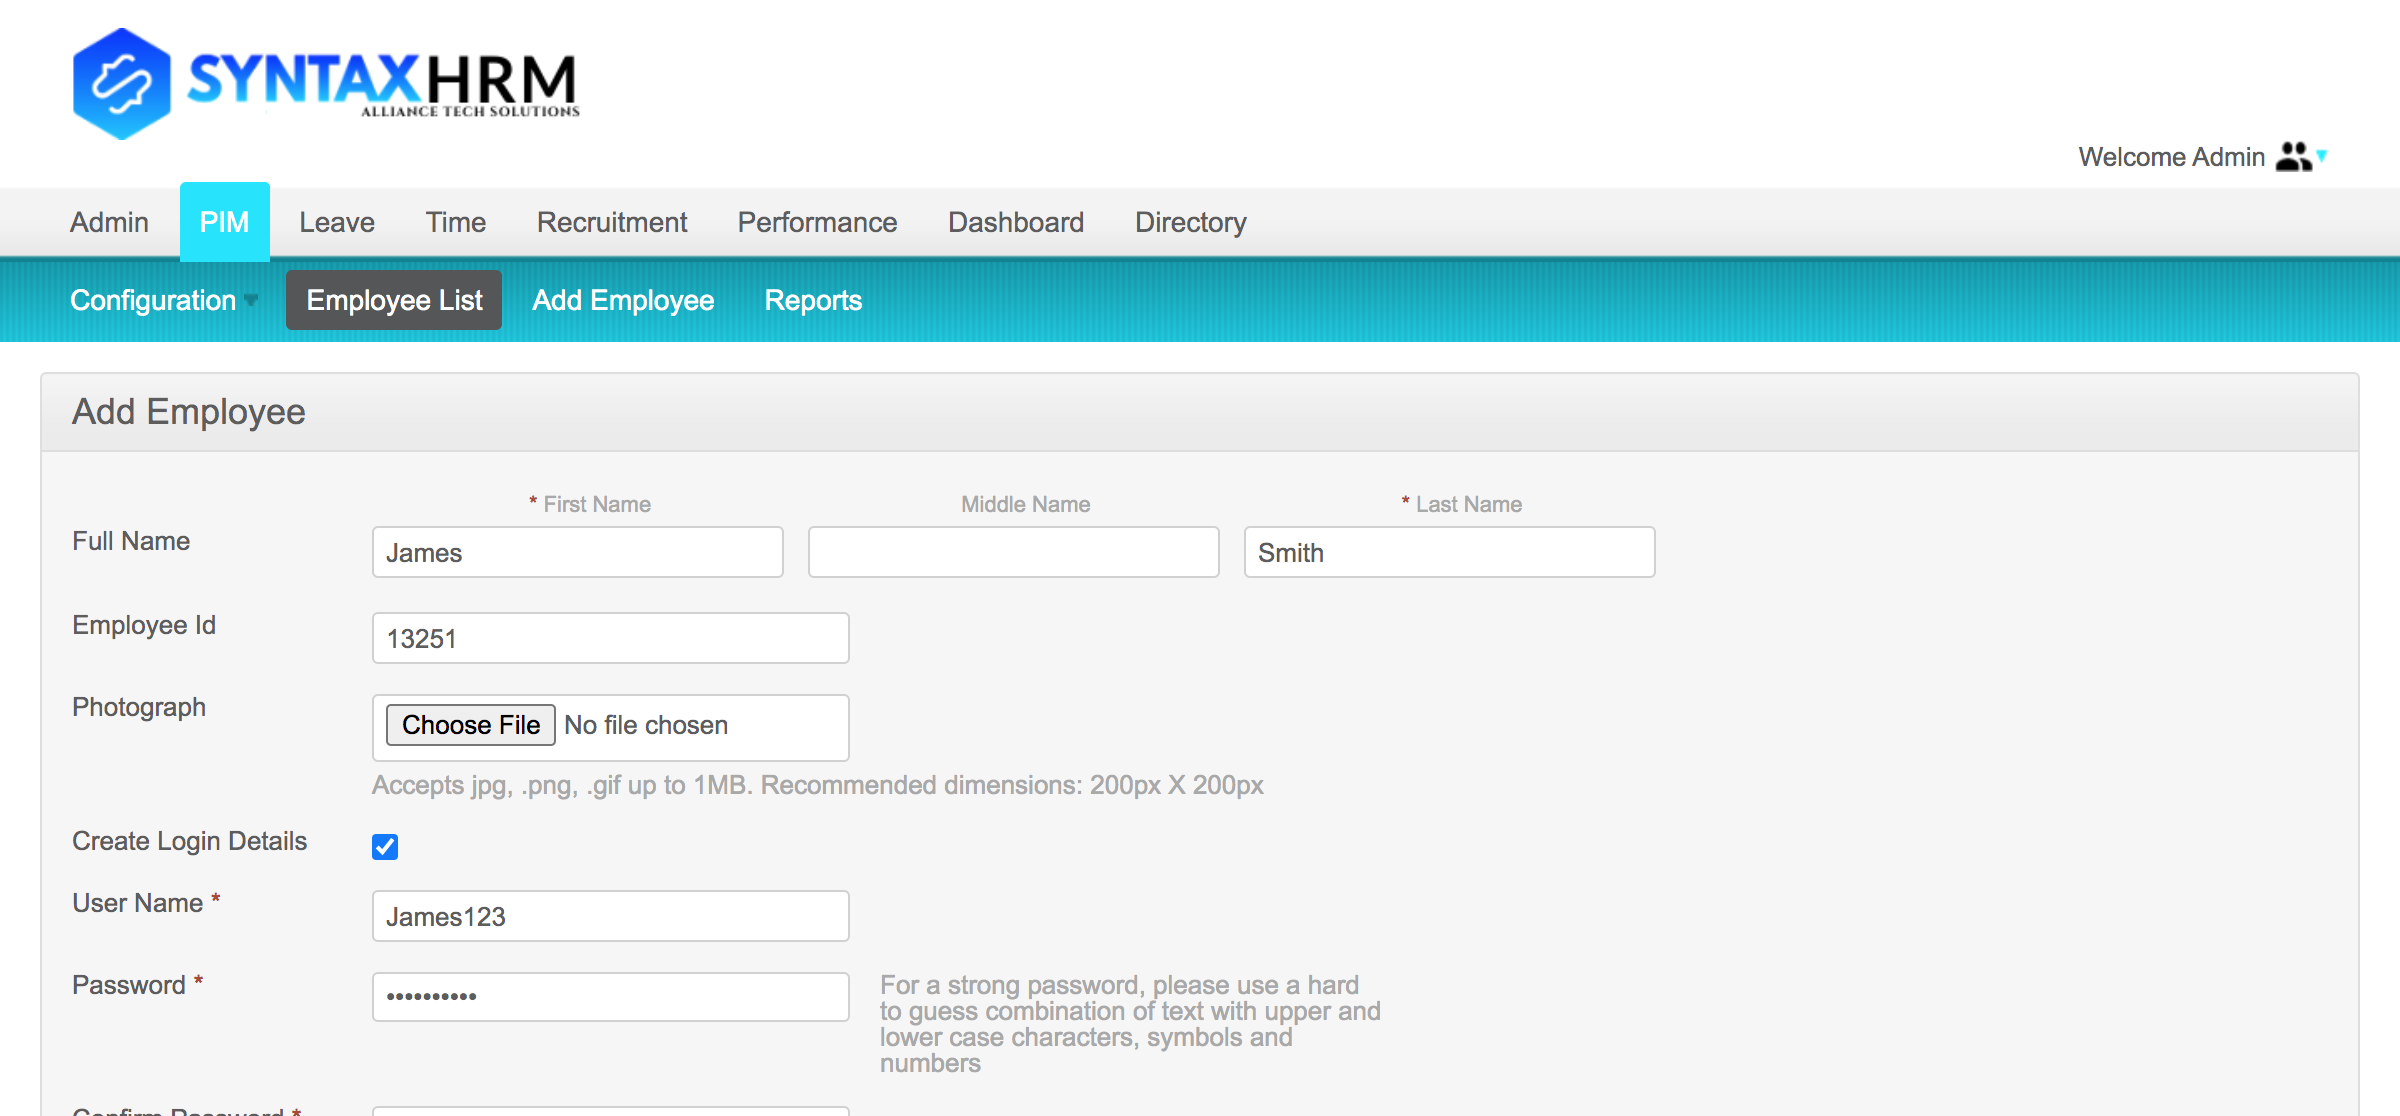 SYNTAXHRM
ALLIANCE TECH SOLUTIONS
Welcome Admin
Admin PIM Leave Time Recruitment Performance Dashboard Directory
Configuration Employee List Add Employee Reports
Add Employee
* First Name Middle Name * Last Name
Full Name James Smith
Employee Id 13251
Photograph Choose File No file chosen
Accepts jpg, .png, .gif up to 1MB. Recommended dimensions: 200px X 200px
Create Login Details
User Name * James123
Password * •••••••••• For a strong password, please use a hard
to guess combination of text with upper and
lower case characters, symbols and
numbers
Confirm Password *